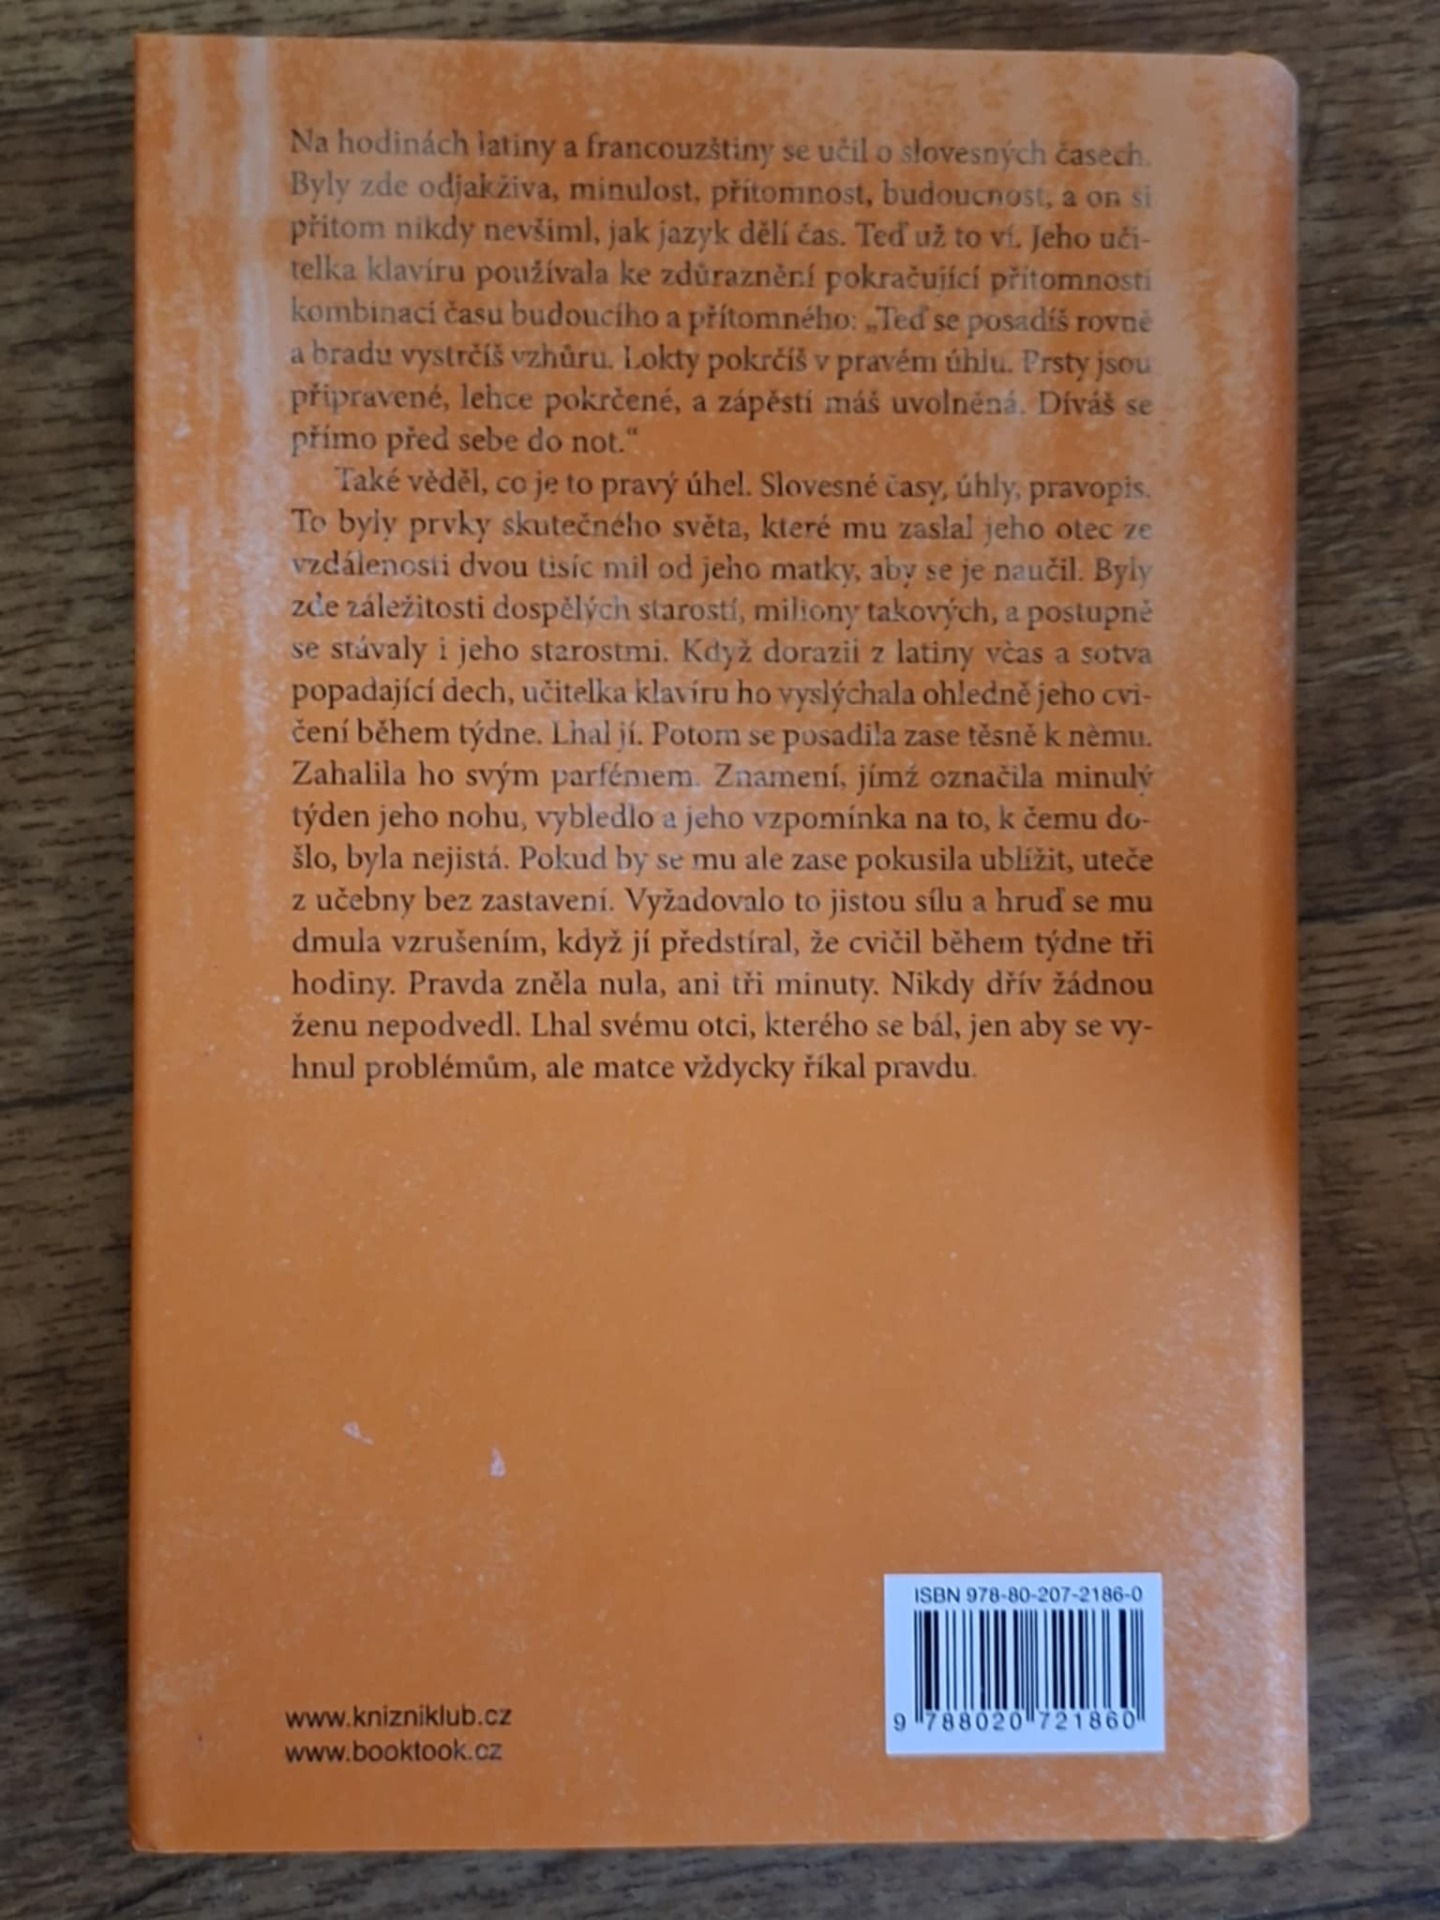 Na hodinách latiny a francouzštiny se učil o slovesných časech.
Byly zde odjakživa, minulost, přítomnost, budoucnost, a on si
přitom nikdy nevšiml, jak jazyk dělí čas. Teď už to ví. Jeho uči-
telka klavíru používala ke zdůraznění pokračující přítomnosti
kombinaci času budoucího a přítomného: „Teď se posadíš rovně
a bradu vystrčíš vzhůru. Lokty pokrčíš v pravém úhlu. Prsty jsou
připravené, lehce pokrčené, a zápěstí máš uvolněná. Díváš se
přímo před sebe do not.“
Také věděl, co je to pravý úhel. Slovesné časy, úhly, pravopis.
To byly prvky skutečného světa, které mu zaslal jeho otec ze
vzdálenosti dvou tisíc mil od jeho matky, aby se je naučil. Byly
zde záležitosti dospělých starostí, miliony takových, a postupně
se stávaly i jeho starostmi. Když dorazil z latiny včas a sotva
popadající dech, učitelka klavíru ho vyslýchala ohledně jeho cvi-
čení během týdne. Lhal jí. Potom se posadila zase těsně k němu.
Zahalila ho svým parfémem. Znamení, jímž označila minulý
týden jeho nohu, vybledlo a jeho vzpomínka na to, k čemu do-
šlo, byla nejistá. Pokud by se mu ale zase pokusila ublížit, uteče
z učebny bez zastavení. Vyžadovalo to jistou sílu a hruď se mu
dmula vzrušením, když jí předstíral, že cvičil během týdne tři
hodiny. Pravda zněla nula, ani tři minuty. Nikdy dřív žádnou
ženu nepodvedl. Lhal svému otci, kterého se bál, jen aby se vy-
hnul problémům, ale matce vždycky říkal pravdu.
ISBN 978-80-207-2186-0
9 788020 721860
www.knizniklub.cz
www.booktook.cz